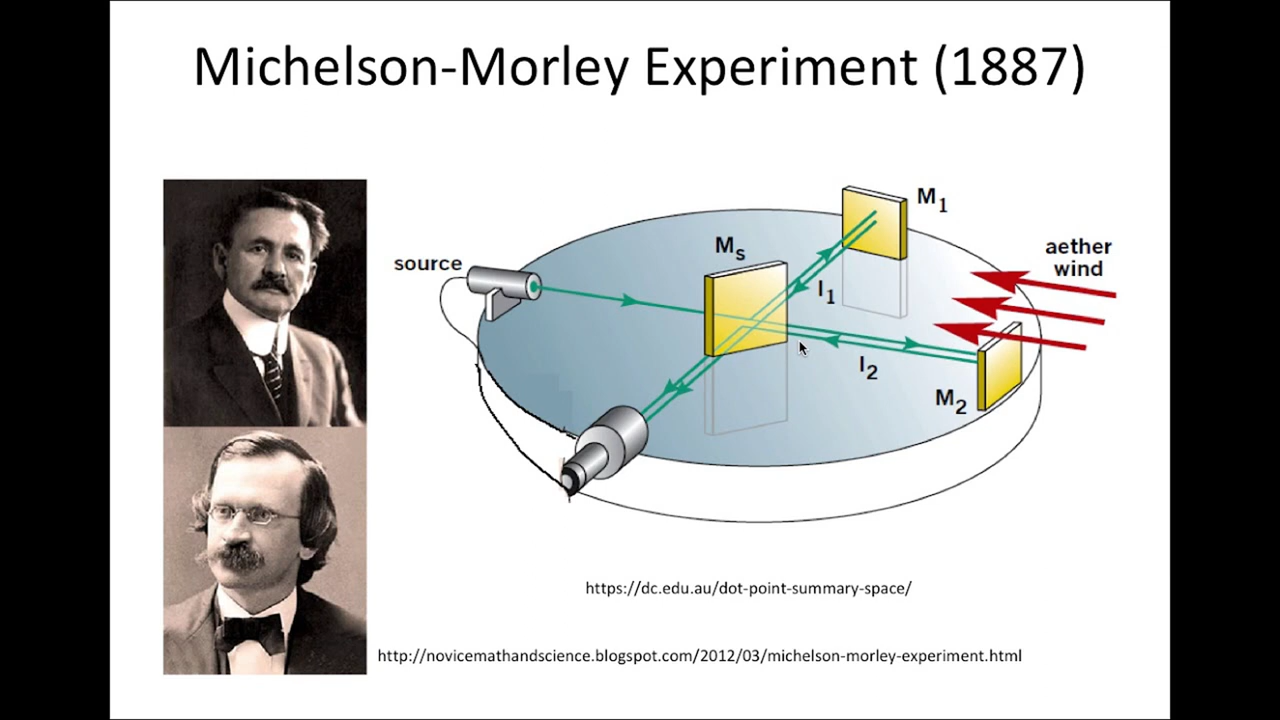 Michelson-Morley Experiment (1887)
M1
aether
wind
Ms
source
I1
I2
M2
https://dc.edu.au/dot-point-summary-space/
http://novicemathandscience.blogspot.com/2012/03/michelson-morley-experiment.html